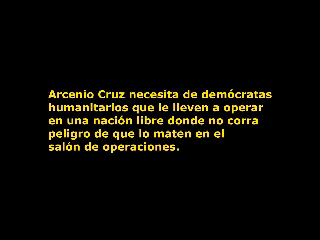 Arcenio Cruz necesita de demócratas
humanitarios que le lleven a operar
en una nación libre donde no corra
peligro de que lo maten en el
salón de operaciones.